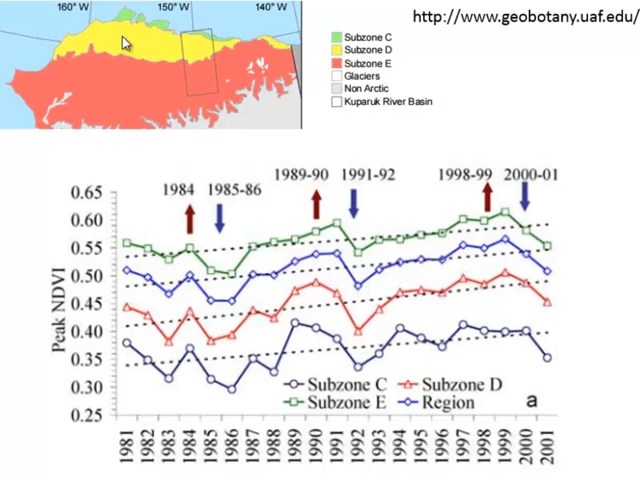 160° W
150° W
140° W
http://www.geobotany.uaf.edu/
Subzone C
Subzone D
Subzone E
Glaciers
Non Arctic
Kuparuk River Basin
1984
1985-86
1989-90
1991-92
1998-99
2000-01
Peak NDVI
0.65
0.60
0.55
0.50
0.45
0.40
0.35
0.30
0.25
Subzone C
Subzone D
Subzone E
Region
a
1981
1982
1983
1984
1985
1986
1987
1988
1989
1990
1991
1992
1993
1994
1995
1996
1997
1998
1999
2000
2001